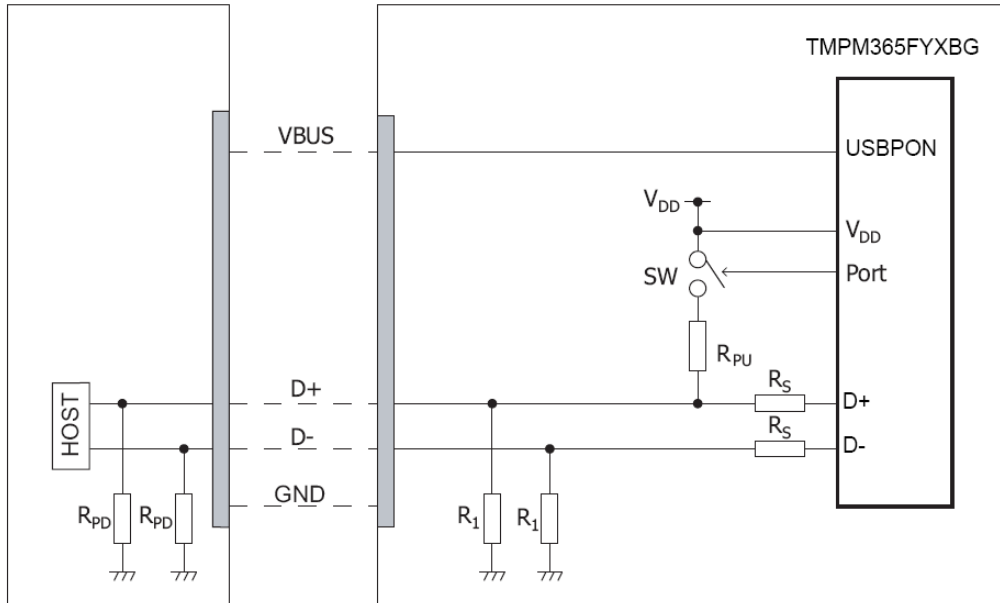 TMPM365FYXBG
VBUS
USBPON
VDD
VDD
SW
Port
RPU
HOST
D+
RS
D+
D-
RS
D-
GND
RPD
RPD
R1
R1